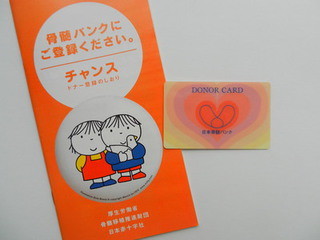 骨髄バンクに
ご登録ください。
チャンス
ドナー登録のしおり
厚生労働省
骨髄移植推進財団
日本赤十字社
DONOR CARD
日本骨髄バンク